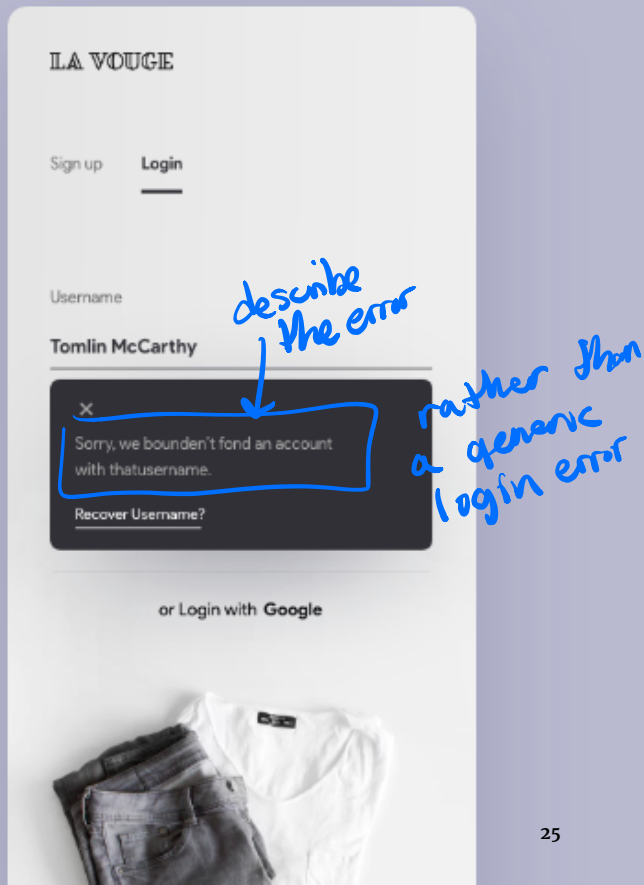 LA VOUGE
Sign up Login
Username
describe
the error
Tomlin McCarthy
rather than
a generic
login error
×
Sorry, we bounden't fond an account
with thatusername.
Recover Username?
or Login with Google
25